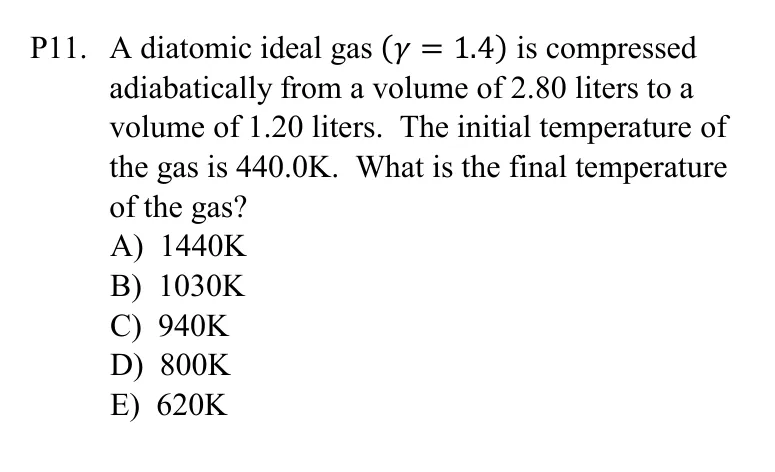 P11. A diatomic ideal gas (γ = 1.4) is compressed
adiabatically from a volume of 2.80 liters to a
volume of 1.20 liters. The initial temperature of
the gas is 440.0K. What is the final temperature
of the gas?
A) 1440K
B) 1030K
C) 940K
D) 800K
E) 620K